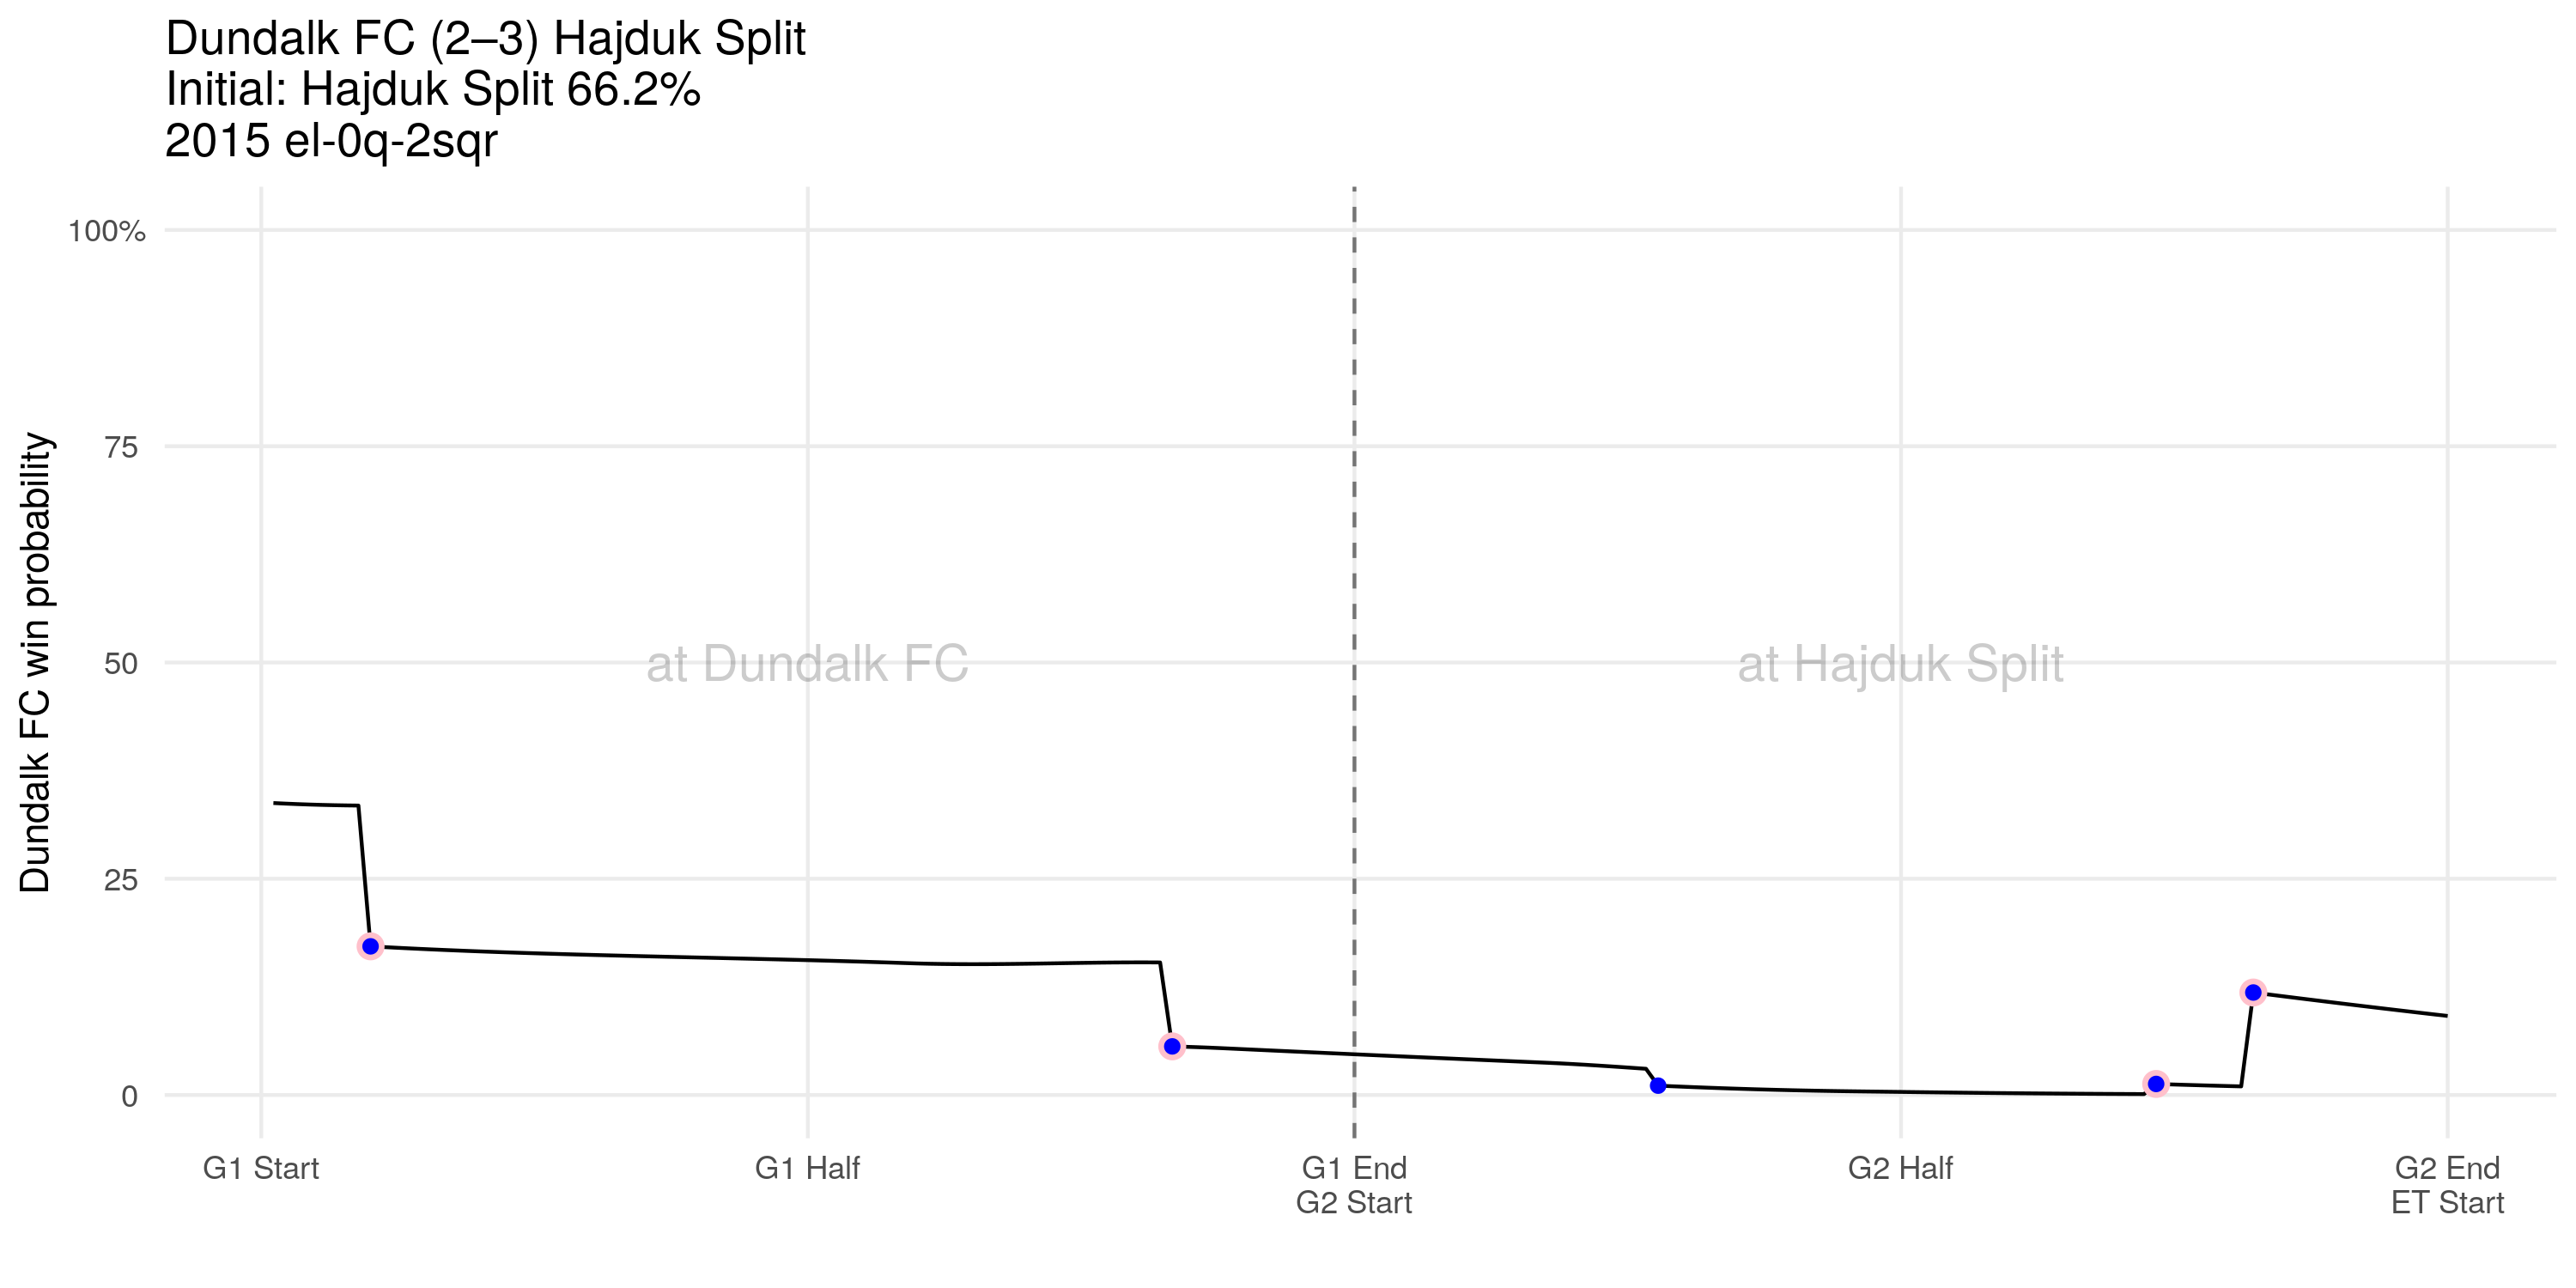 Dundalk FC (2–3) Hajduk Split
Initial: Hajduk Split 66.2%
2015 el-0q-2sqr
Dundalk FC win probability
100%
75
50
25
0
at Dundalk FC
at Hajduk Split
G1 Start
G1 Half
G1 End
G2 Start
G2 Half
G2 End
ET Start